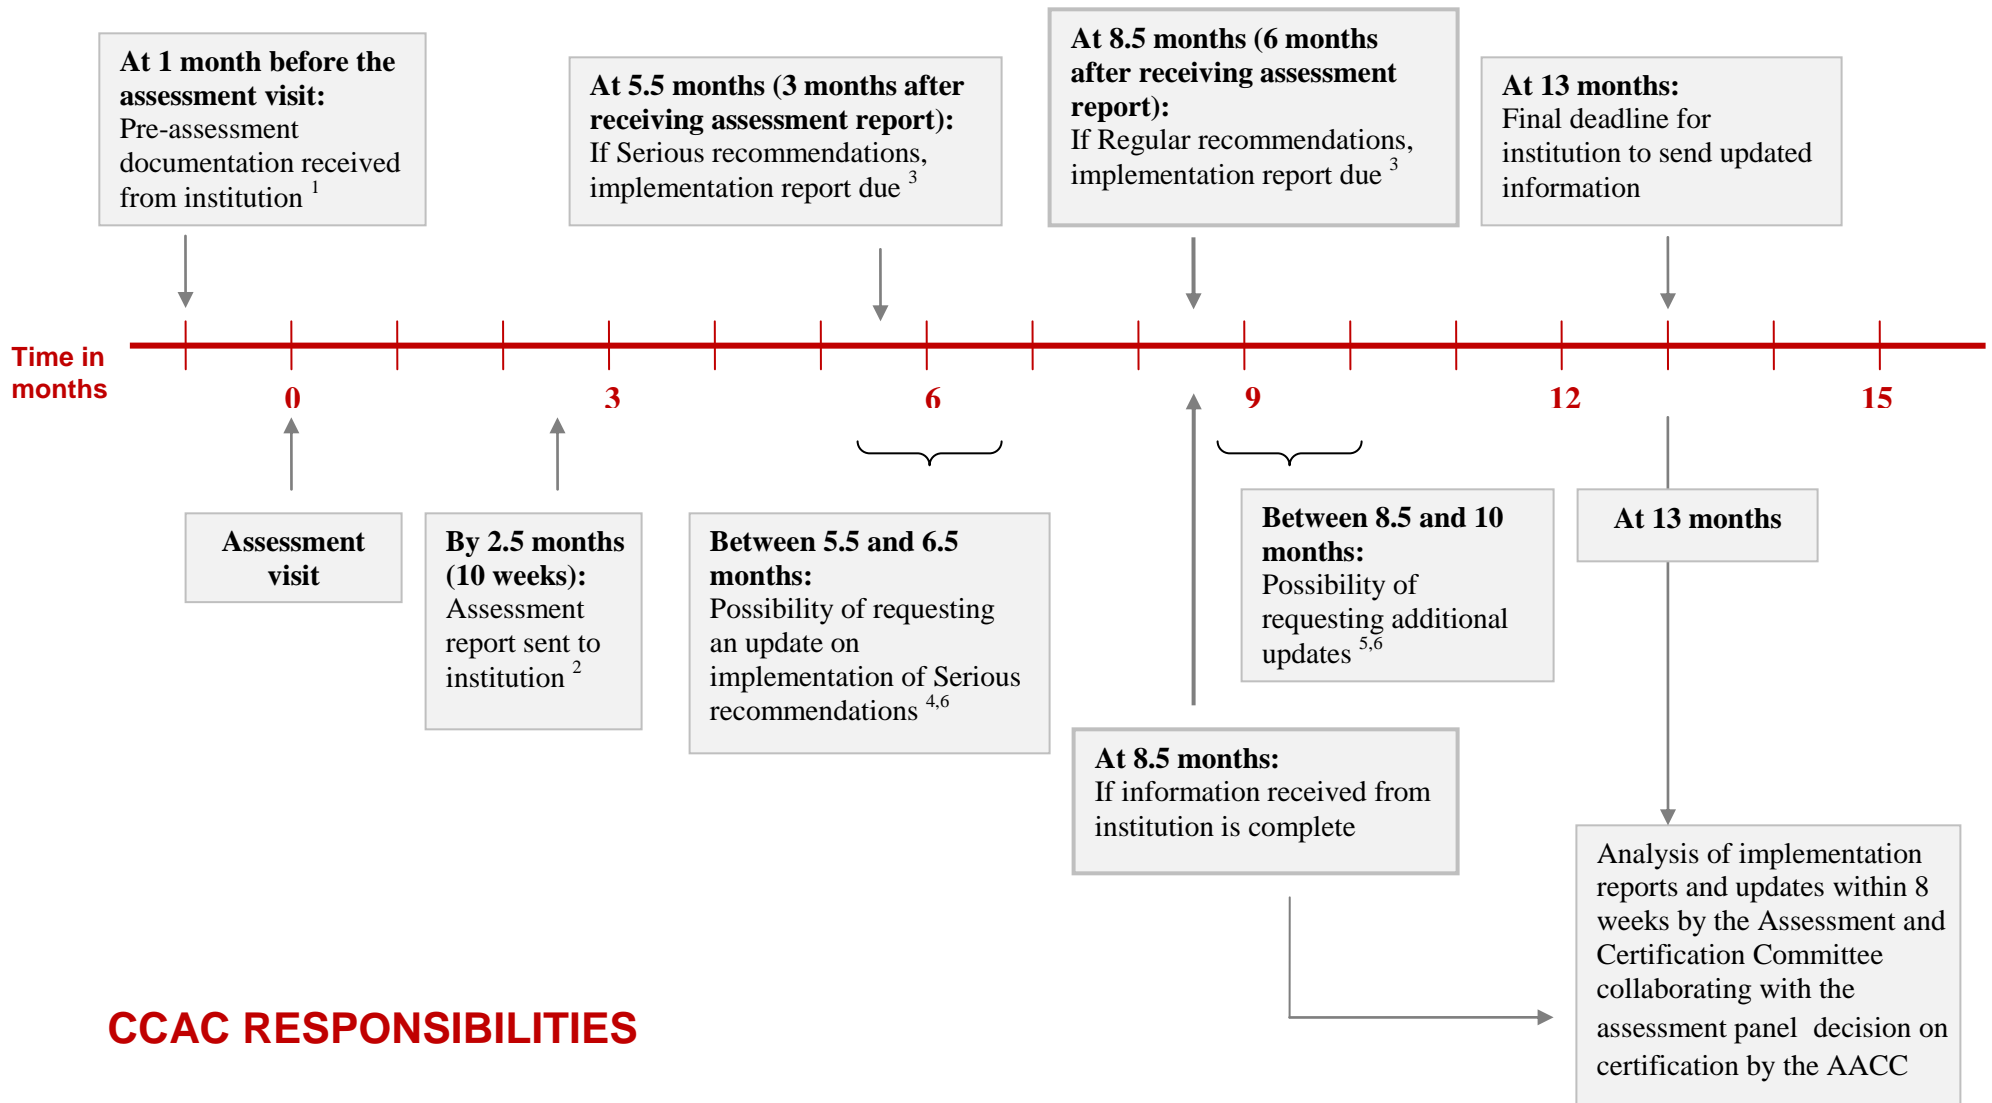 At 1 month before the
assessment visit:
Pre-assessment
documentation received
from institution 1
At 5.5 months (3 months after
receiving assessment report):
If Serious recommendations,
implementation report due 3
At 8.5 months (6 months
after receiving assessment
report):
If Regular recommendations,
implementation report due 3
At 13 months:
Final deadline for
institution to send updated
information
Time in
months
0
3
6
9
12
15
Assessment
visit
By 2.5 months
(10 weeks):
Assessment
report sent to
institution 2
Between 5.5 and 6.5
months:
Possibility of requesting
an update on
implementation of Serious
recommendations 4,6
Between 8.5 and 10
months:
Possibility of
requesting additional
updates 5,6
At 13 months
At 8.5 months:
If information received from
institution is complete
Analysis of implementation
reports and updates within 8
weeks by the Assessment and
Certification Committee
collaborating with the
assessment panel decision on
certification by the AACC
CCAC RESPONSIBILITIES